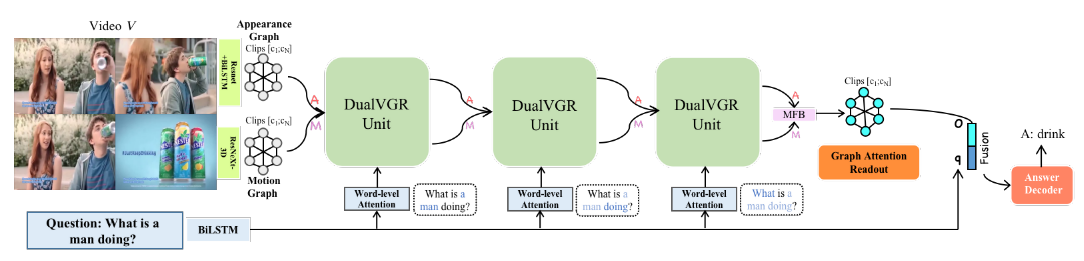 Video V
Appearance
Graph
Clips [c1;cN]
Resnet
+BiLSTM
A
M
ResNeXt-
3D
Clips [c1;cN]
Motion
Graph
DualVGR
Unit
A
M
DualVGR
Unit
A
M
DualVGR
Unit
A
M
MFB
Clips [c1;cN]
Graph Attention
Readout
O
q
Fusion
A: drink
Answer
Decoder
Word-level
Attention
What is a
man doing?
Word-level
Attention
What is a
man doing?
Word-level
Attention
What is a
man doing?
Question: What is a
man doing?
BiLSTM